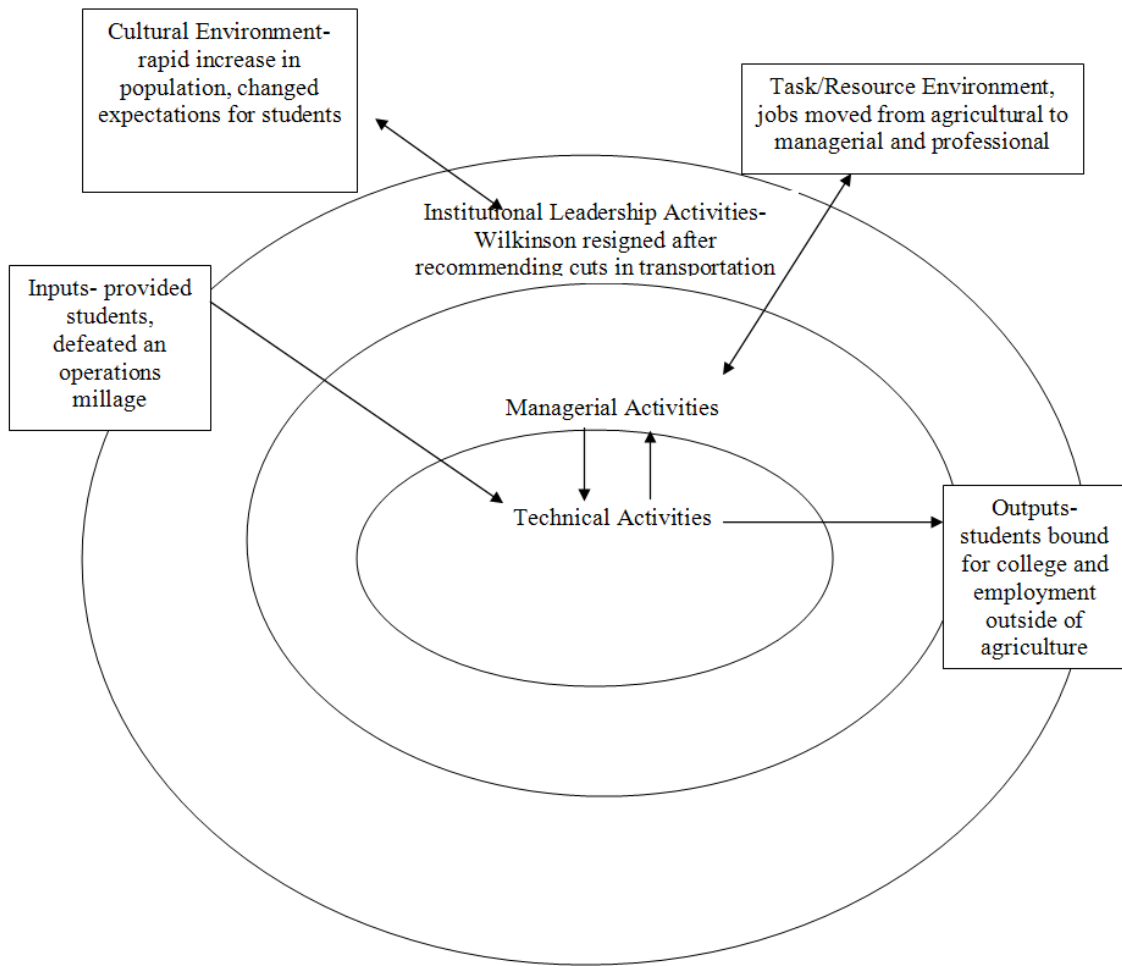 Cultural Environment-
rapid increase in
population, changed
expectations for students
Task/Resource Environment,
jobs moved from agricultural to
managerial and professional
Institutional Leadership Activities-
Wilkinson resigned after
recommending cuts in transportation
Inputs- provided
students,
defeated an
operations
millage
Managerial Activities
Technical Activities
Outputs-
students bound
for college and
employment
outside of
agriculture